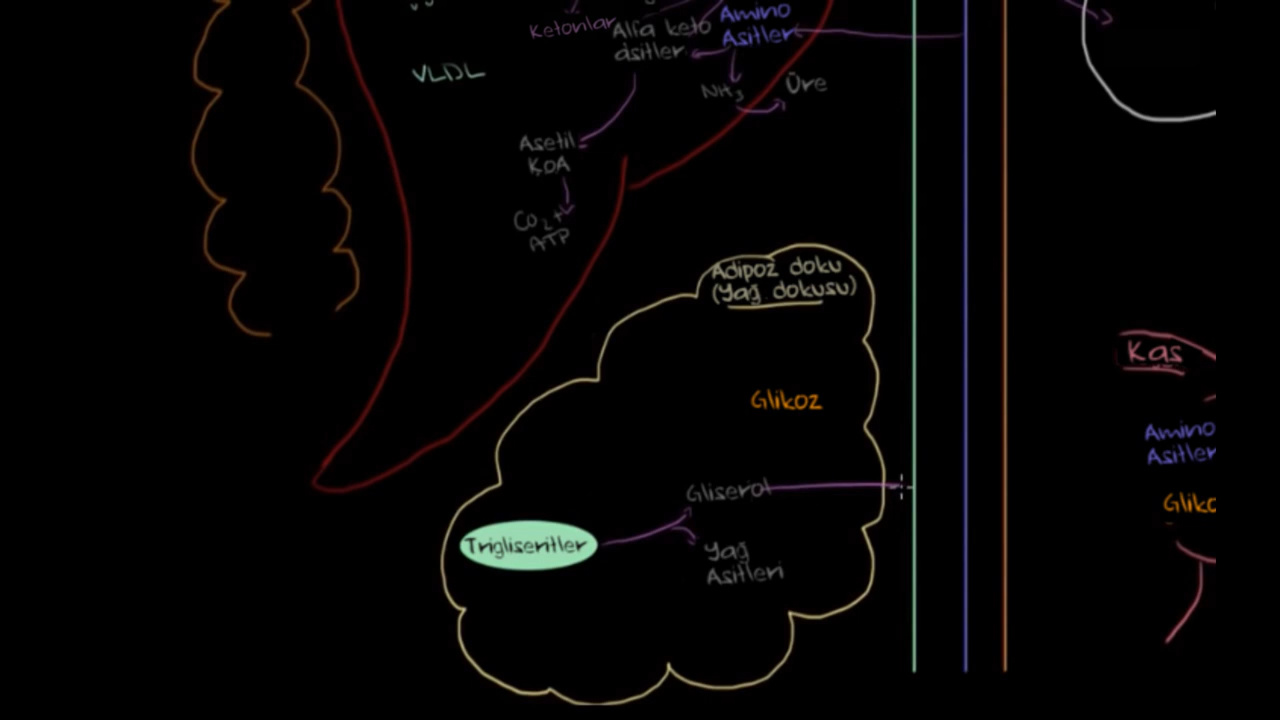 Ketonlar
Alfa keto
asitler
Amino
Asitler
VLDL
NH3
Üre
Asetil
KOA
CO2+
ATP
Adipoz doku
(Yağ dokusu)
Glikoz
Gliserol
Trigliseritler
Yağ
Asitleri
Kas
Amino
Asitler